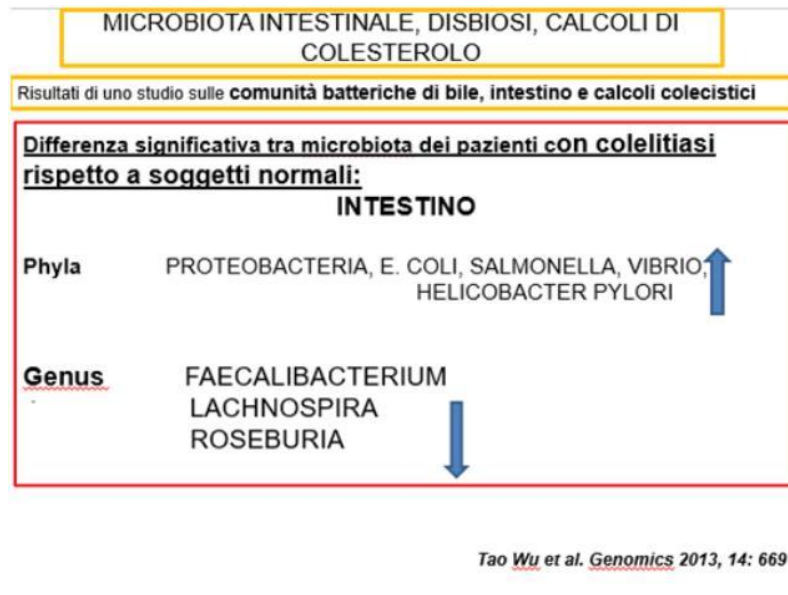 MICROBIOTA INTESTINALE, DISBIOSI, CALCOLI DI
COLESTEROLO
Risultati di uno studio sulle comunità batteriche di bile, intestino e calcoli colecistici
Differenza significativa tra microbiota dei pazienti con colelitiasi
rispetto a soggetti normali:
INTESTINO
Phyla PROTEOBACTERIA, E. COLI, SALMONELLA, VIBRIO,
HELICOBACTER PYLORI
Genus FAECALIBACTERIUM
LACHNOSPIRA
ROSEBURIA
Tao Wu et al. Genomics 2013, 14: 669